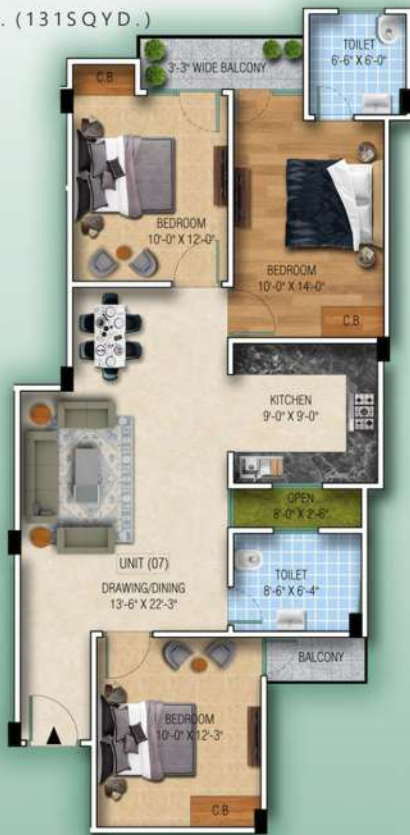 . (131SQYD.)
TOILET
6'-6" X 6'-0"
3'-3" WIDE BALCONY
C.B
BEDROOM
10'-0" X 12'-0"
BEDROOM
10'-0" X 14'-0"
C.B
KITCHEN
9'-0" X 9'-0"
OPEN
8'-0" X 2'-6"
UNIT (07)
DRAWING/DINING
13'-6" X 22'-3"
TOILET
8'-6" X 6'-4"
BALCONY
BEDROOM
10'-0" X 12'-3"
C.B